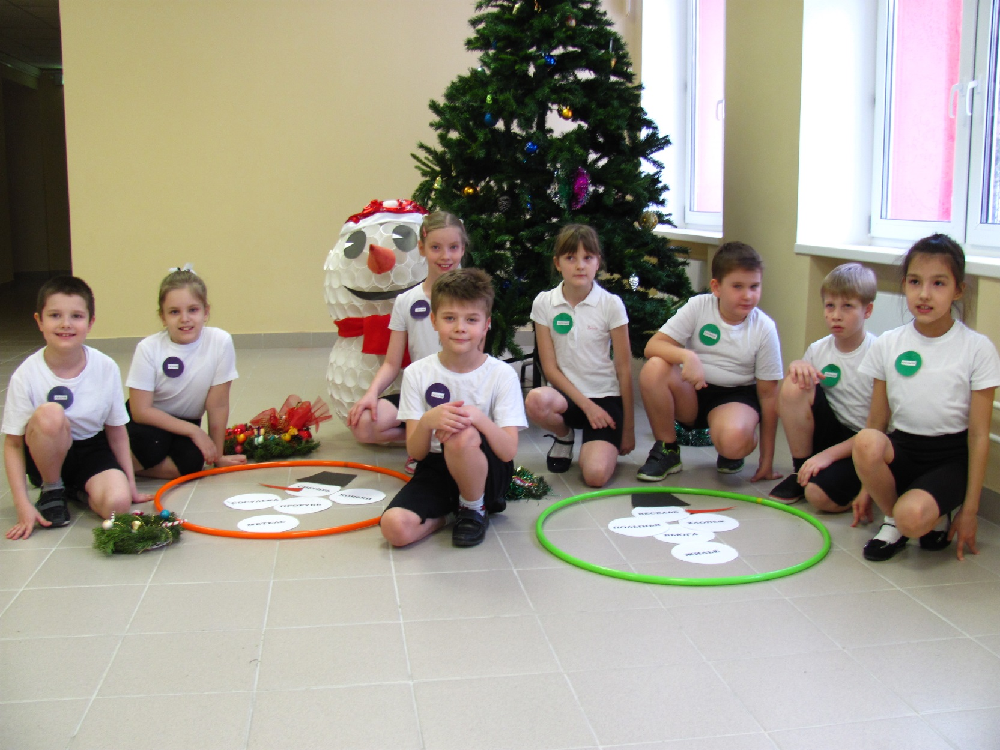 СНЕГИРЬ
СОСУЛЬКА
КОНЬКИ
ПРОРУБЬ
МЕТЕЛЬ
ВЕСЕЛЬЕ
ПОЛЫНЬЯ
ХЛОПЬЯ
ВЬЮГА
ЖИЛЬЁ